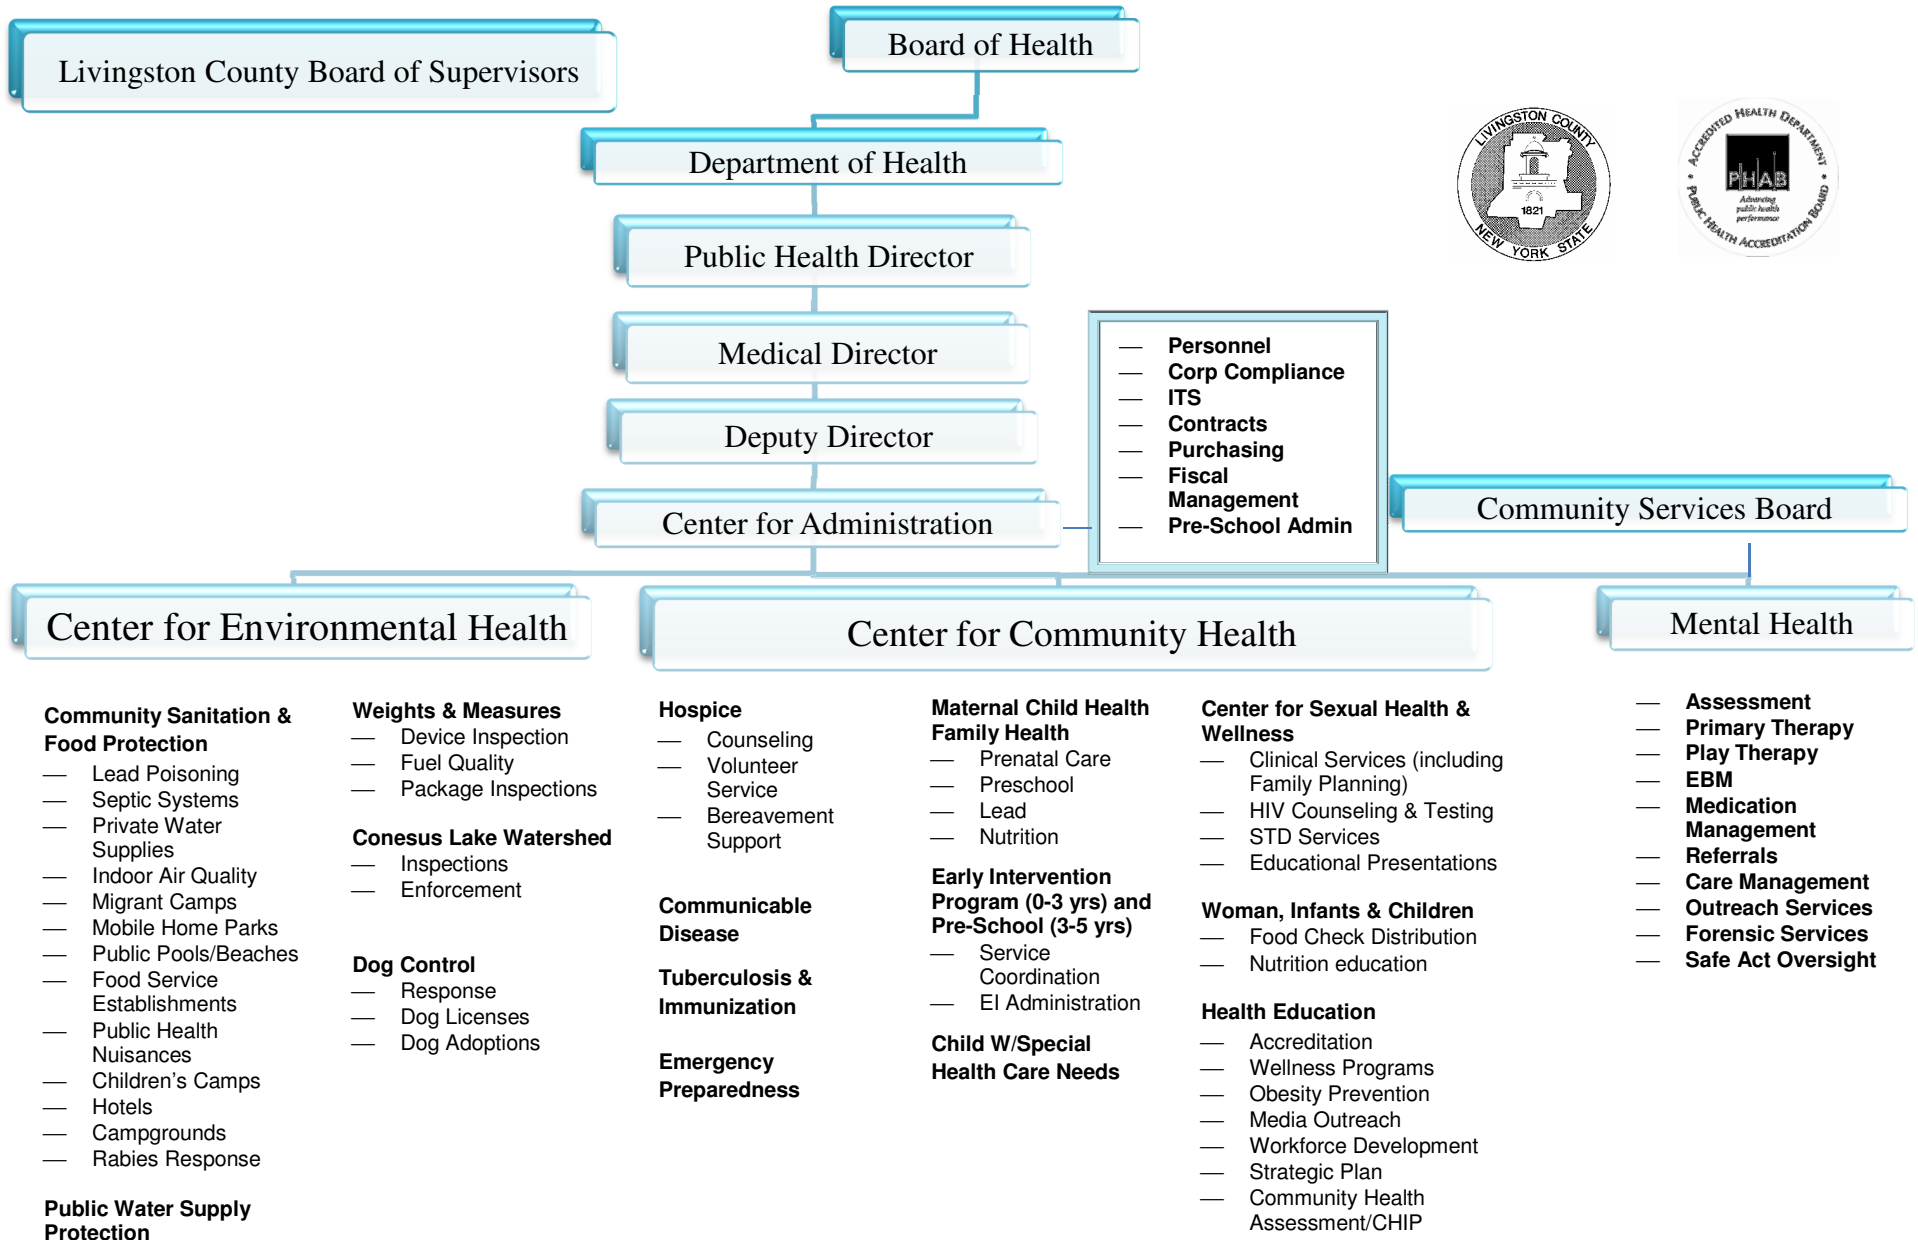 Livingston County Board of Supervisors
Board of Health
Department of Health
Public Health Director
Medical Director
Deputy Director
Center for Administration
LIVINGSTON COUNTY
1821
NEW YORK STATE
ACCREDITED HEALTH DEPARTMENT
PHAB
Advancing
public health
performance
PUBLIC HEALTH ACCREDITATION BOARD
— Personnel
— Corp Compliance
— ITS
— Contracts
— Purchasing
— Fiscal
Management
— Pre-School Admin
Community Services Board
Center for Environmental Health
Center for Community Health
Mental Health
Community Sanitation &
Food Protection
— Lead Poisoning
— Septic Systems
— Private Water
Supplies
— Indoor Air Quality
— Migrant Camps
— Mobile Home Parks
— Public Pools/Beaches
— Food Service
Establishments
— Public Health
Nuisances
— Children's Camps
— Hotels
— Campgrounds
— Rabies Response
Public Water Supply
Protection
Weights & Measures
— Device Inspection
— Fuel Quality
— Package Inspections
Conesus Lake Watershed
— Inspections
— Enforcement
Dog Control
— Response
— Dog Licenses
— Dog Adoptions
Hospice
— Counseling
— Volunteer
Service
— Bereavement
Support
Communicable
Disease
Tuberculosis &
Immunization
Emergency
Preparedness
Maternal Child Health
Family Health
— Prenatal Care
— Preschool
— Lead
— Nutrition
Early Intervention
Program (0-3 yrs) and
Pre-School (3-5 yrs)
— Service
Coordination
— EI Administration
Child W/Special
Health Care Needs
Center for Sexual Health &
Wellness
— Clinical Services (including
Family Planning)
— HIV Counseling & Testing
— STD Services
— Educational Presentations
Woman, Infants & Children
— Food Check Distribution
— Nutrition education
Health Education
— Accreditation
— Wellness Programs
— Obesity Prevention
— Media Outreach
— Workforce Development
— Strategic Plan
— Community Health
Assessment/CHIP
— Assessment
— Primary Therapy
— Play Therapy
— EBM
— Medication
Management
— Referrals
— Care Management
— Outreach Services
— Forensic Services
— Safe Act Oversight